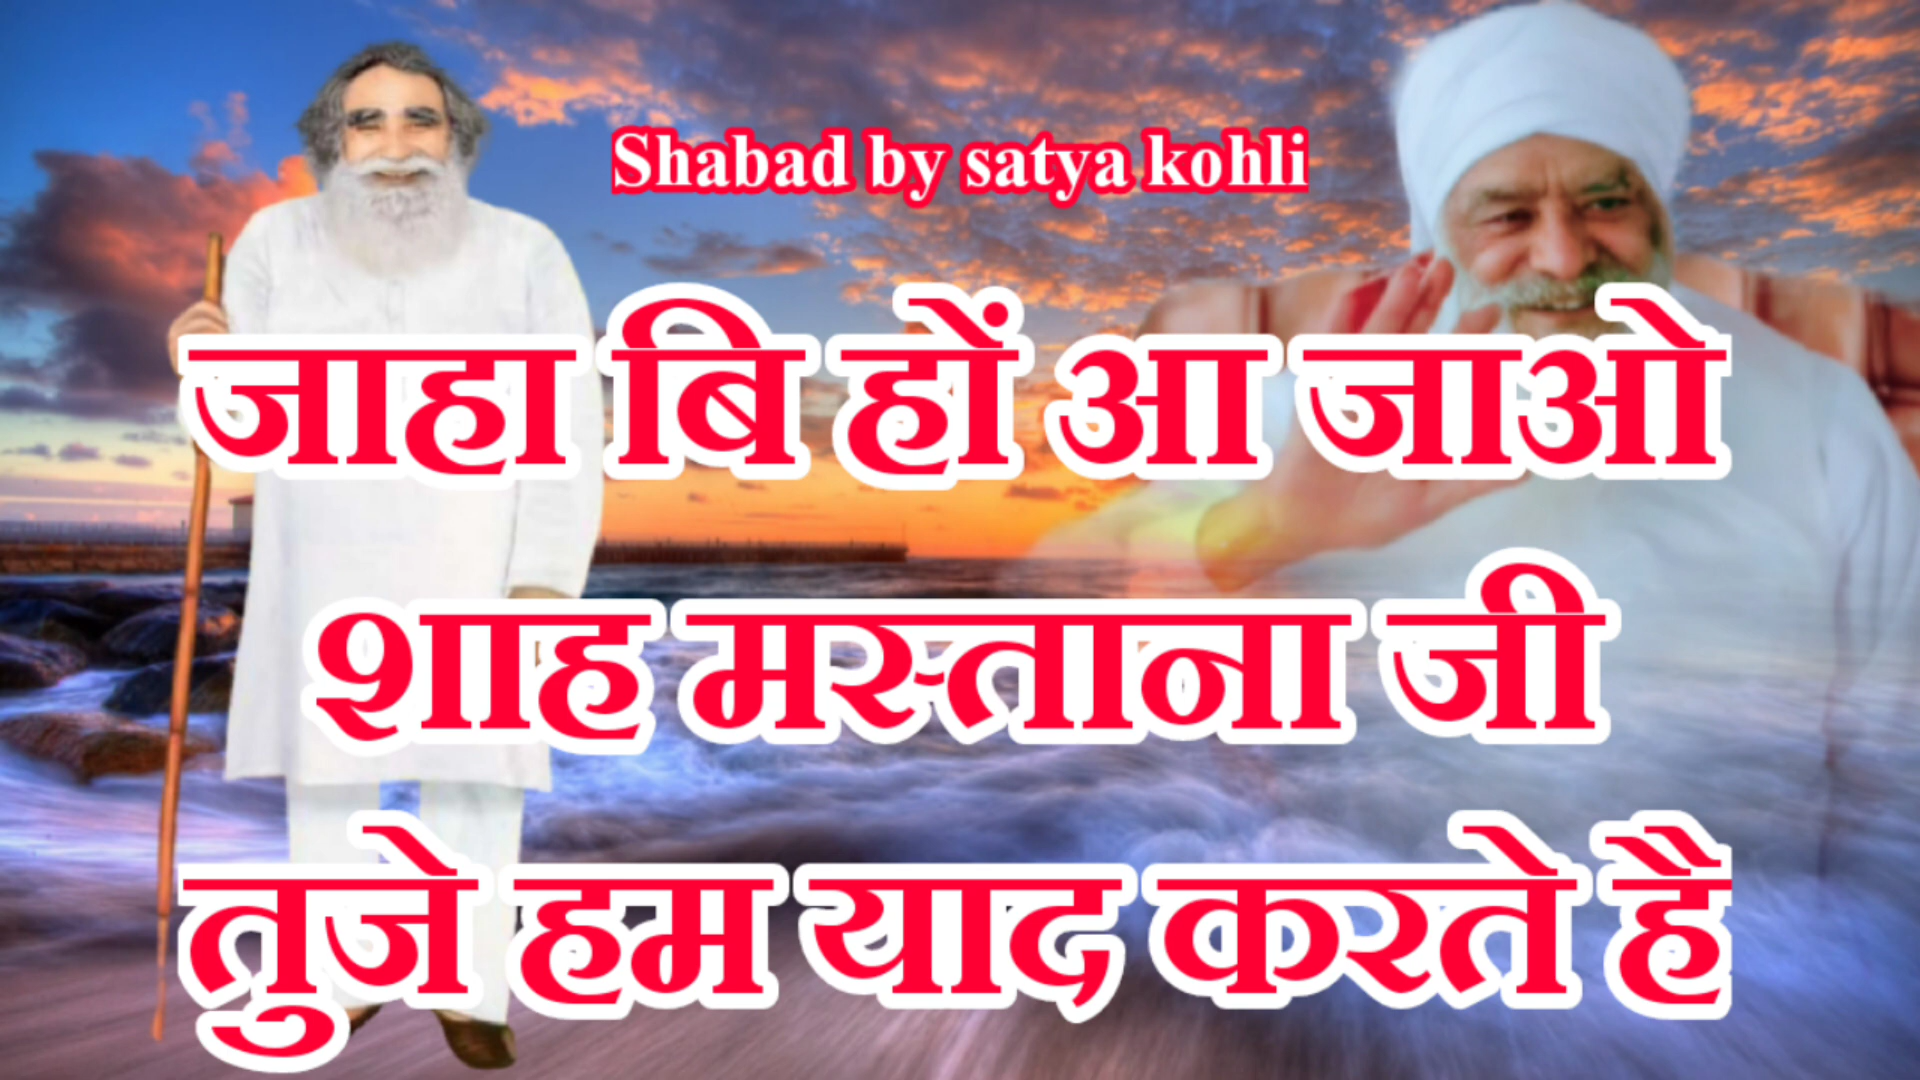 Shabad by satya kohli
जाहा बि हों आ जाओ
शाह मस्ताना जी
तुजे हम याद करते है